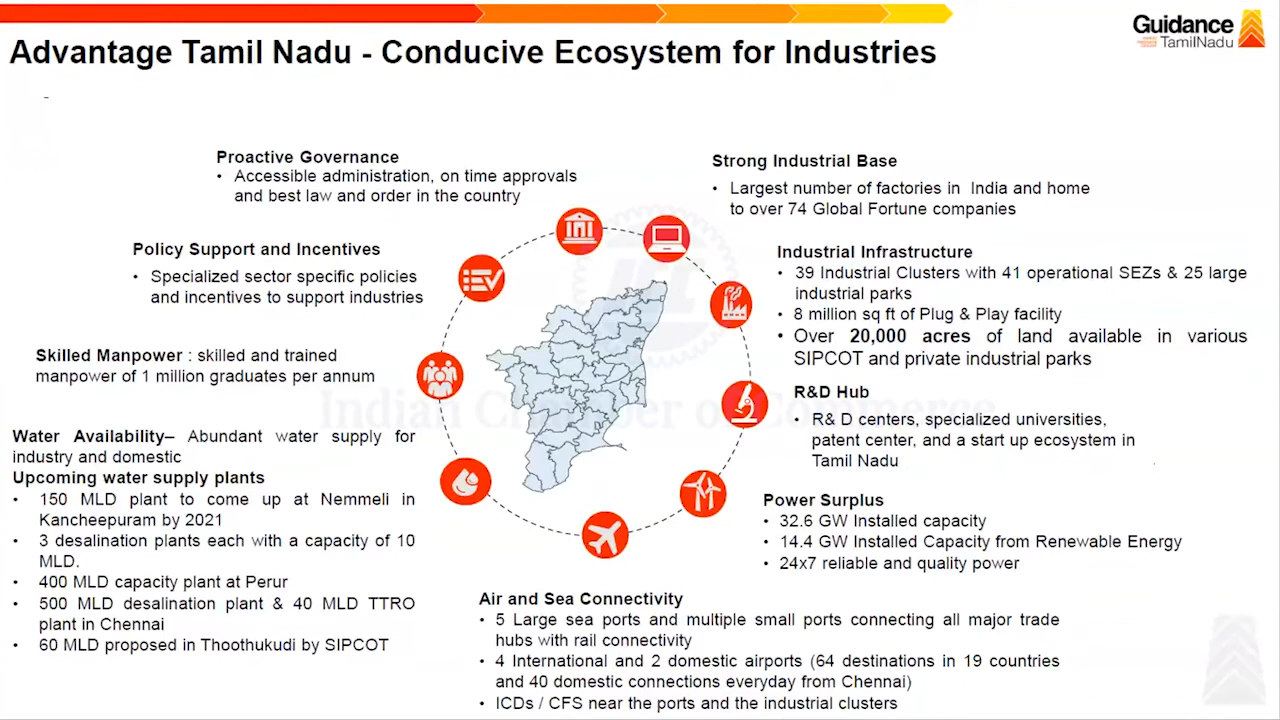 Guidance
TamilNadu
Advantage Tamil Nadu - Conducive Ecosystem for Industries
-
Proactive Governance
• Accessible administration, on time approvals
and best law and order in the country
Policy Support and Incentives
• Specialized sector specific policies
and incentives to support industries
Skilled Manpower : skilled and trained
manpower of 1 million graduates per annum
Water Availability– Abundant water supply for
industry and domestic
Upcoming water supply plants
• 150 MLD plant to come up at Nemmeli in
Kancheepuram by 2021
• 3 desalination plants each with a capacity of 10
MLD.
• 400 MLD capacity plant at Perur
• 500 MLD desalination plant & 40 MLD TTRO
plant in Chennai
• 60 MLD proposed in Thoothukudi by SIPCOT
Strong Industrial Base
• Largest number of factories in India and home
to over 74 Global Fortune companies
Industrial Infrastructure
• 39 Industrial Clusters with 41 operational SEZs & 25 large
industrial parks
• 8 million sq ft of Plug & Play facility
• Over 20,000 acres of land available in various
SIPCOT and private industrial parks
R&D Hub
• R& D centers, specialized universities,
patent center, and a start up ecosystem in
Tamil Nadu
Power Surplus
• 32.6 GW Installed capacity
• 14.4 GW Installed Capacity from Renewable Energy
• 24x7 reliable and quality power
Air and Sea Connectivity
• 5 Large sea ports and multiple small ports connecting all major trade
hubs with rail connectivity
• 4 International and 2 domestic airports (64 destinations in 19 countries
and 40 domestic connections everyday from Chennai)
• ICDs / CFS near the ports and the industrial clusters
Indian Chamber of Commerce